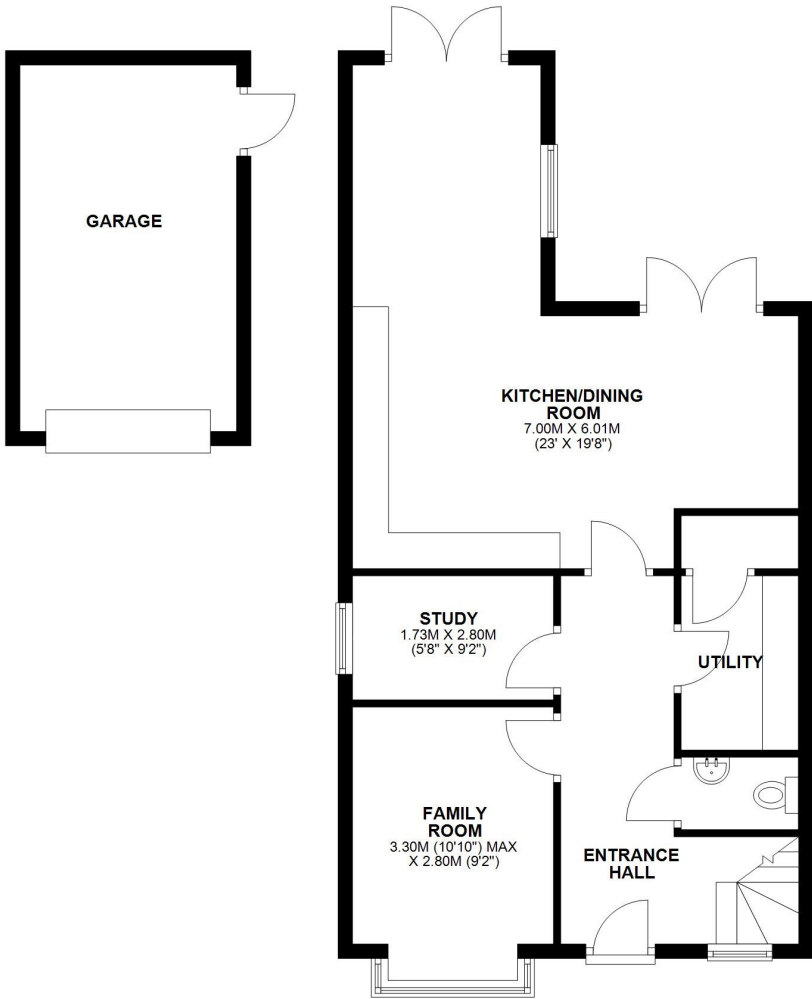 GARAGE
KITCHEN/DINING
ROOM
7.00M X 6.01M
(23' X 19'8")
STUDY
1.73M X 2.80M
(5'8" X 9'2")
UTILITY
FAMILY
ROOM
3.30M (10'10") MAX
X 2.80M (9'2")
ENTRANCE
HALL